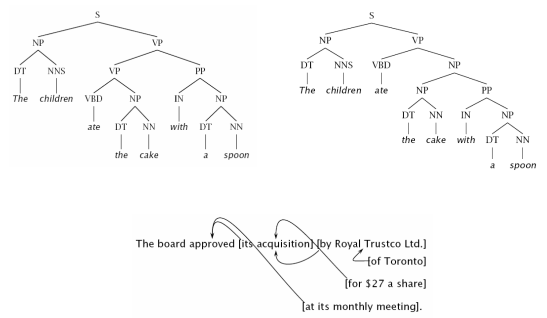 S S
NP VP NP VP
DT NNS VP PP DT NNS VBD NP
The children VBD NP IN NP The children ate NP PP
ate DT NN with DT NN DT NN IN NP
the cake a spoon the cake with DT NN
a spoon
The board approved [its acquisition] [by Royal Trustco Ltd.]
[of Toronto]
[for $27 a share]
[at its monthly meeting].